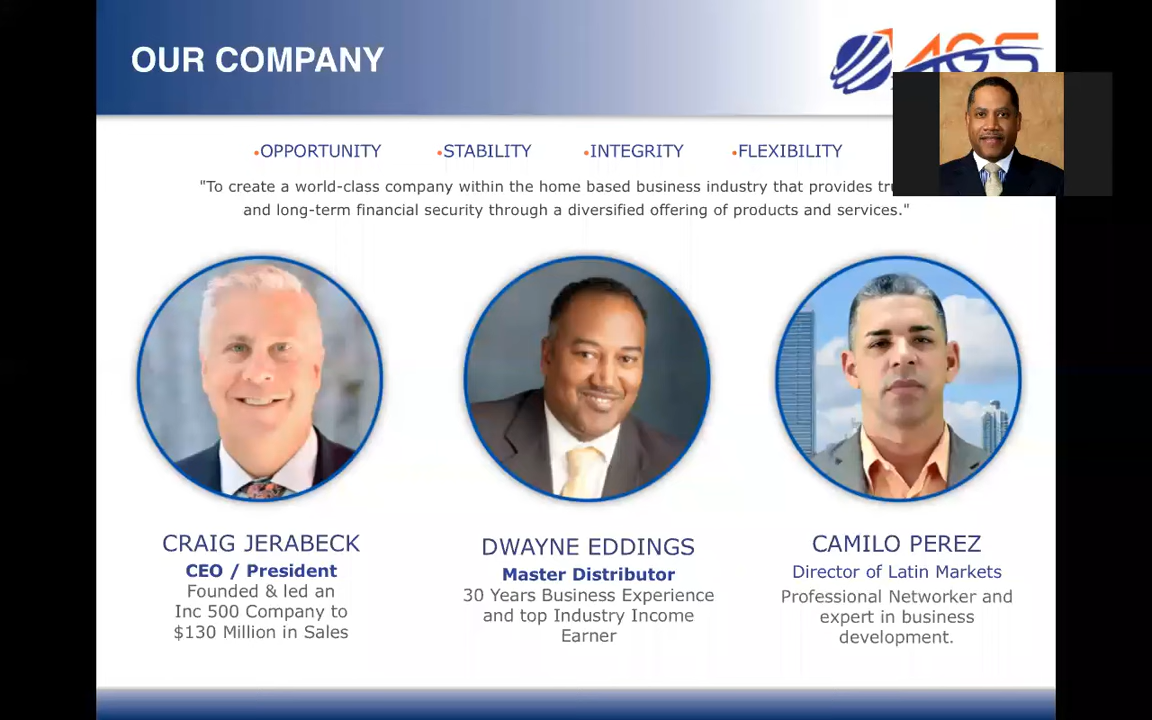 OUR COMPANY
AGS
•OPPORTUNITY •STABILITY •INTEGRITY •FLEXIBILITY
"To create a world-class company within the home based business industry that provides
and long-term financial security through a diversified offering of products and services."
CRAIG JERABECK
CEO / President
Founded & led an
Inc 500 Company to
$130 Million in Sales
DWAYNE EDDINGS
Master Distributor
30 Years Business Experience
and top Industry Income
Earner
CAMILO PEREZ
Director of Latin Markets
Professional Networker and
expert in business
development.